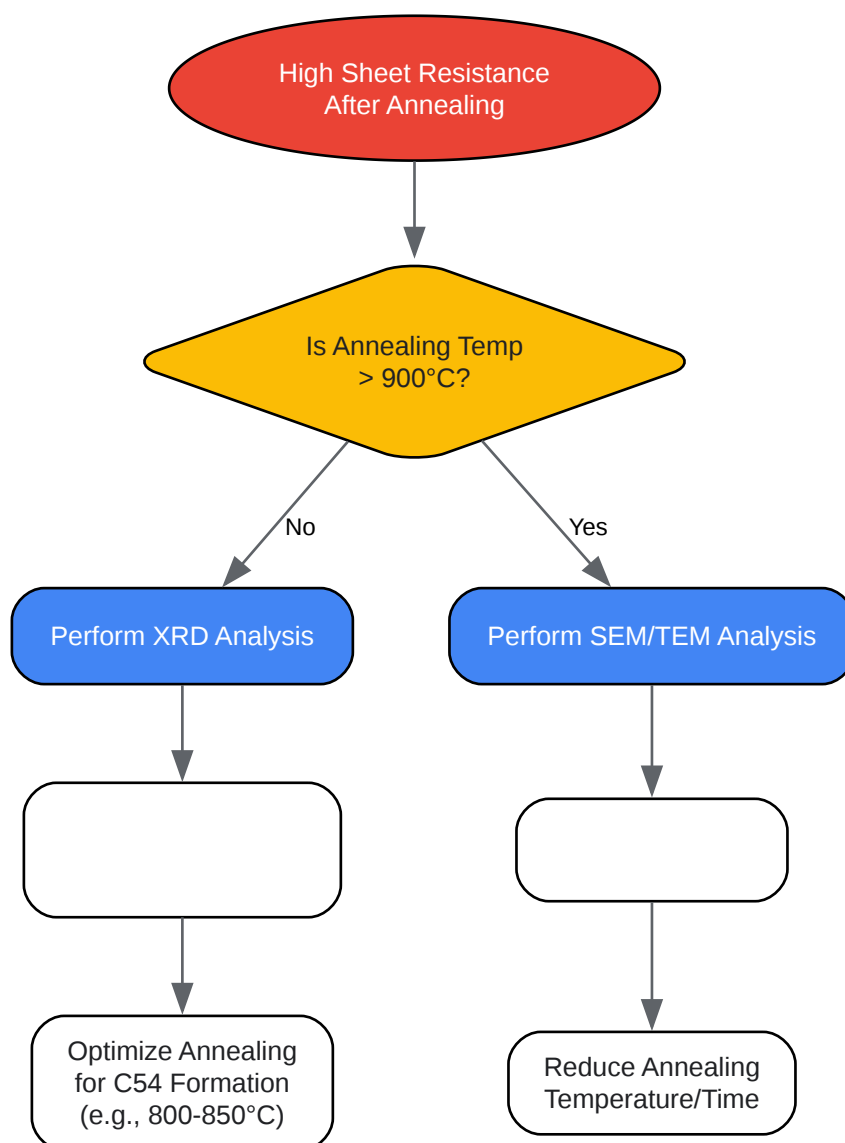 High Sheet Resistance
After Annealing
Is Annealing Temp
> 900°C?
No
Yes
Perform XRD Analysis
Perform SEM/TEM Analysis
Optimize Annealing
for C54 Formation
(e.g., 800-850°C)
Reduce Annealing
Temperature/Time